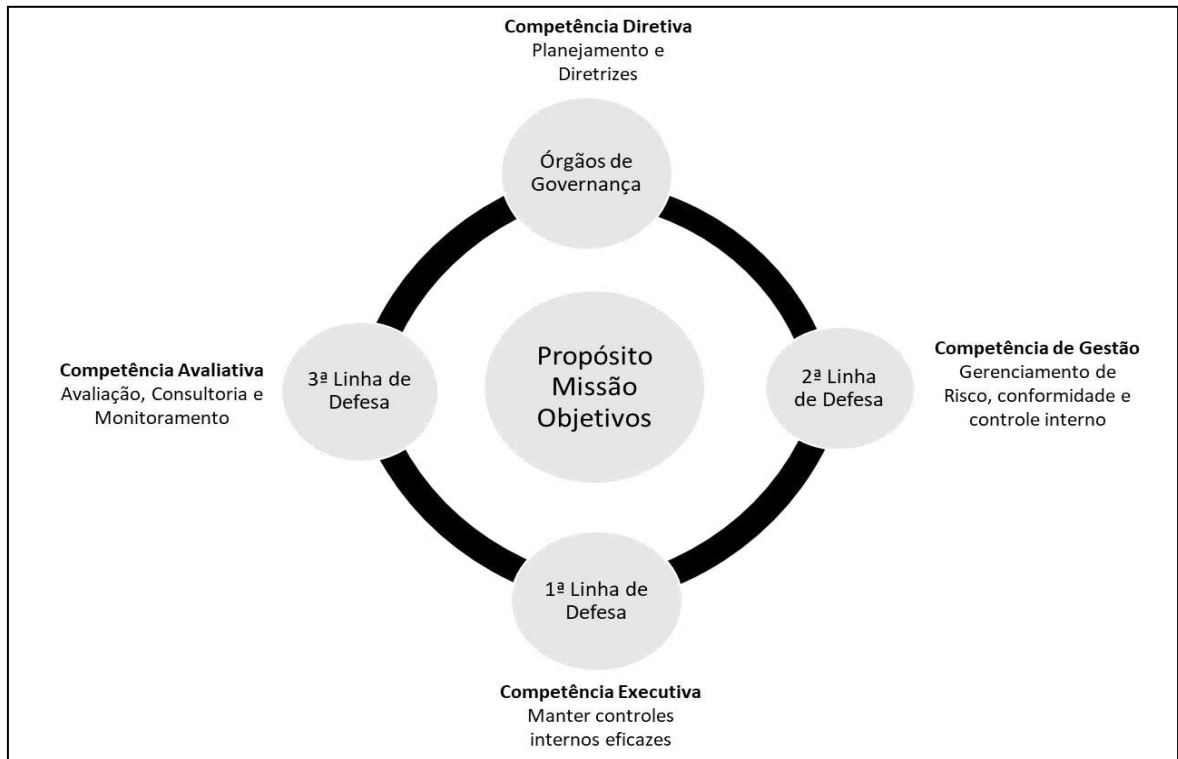 Competência Diretiva
Planejamento e
Diretrizes
Órgãos de
Governança
Competência Avaliativa
Avaliação, Consultoria e
Monitoramento
3ª Linha de
Defesa
Propósito
Missão
Objetivos
2ª Linha
de Defesa
Competência de Gestão
Gerenciamento de
Risco, conformidade e
controle interno
1ª Linha de
Defesa
Competência Executiva
Manter controles
internos eficazes